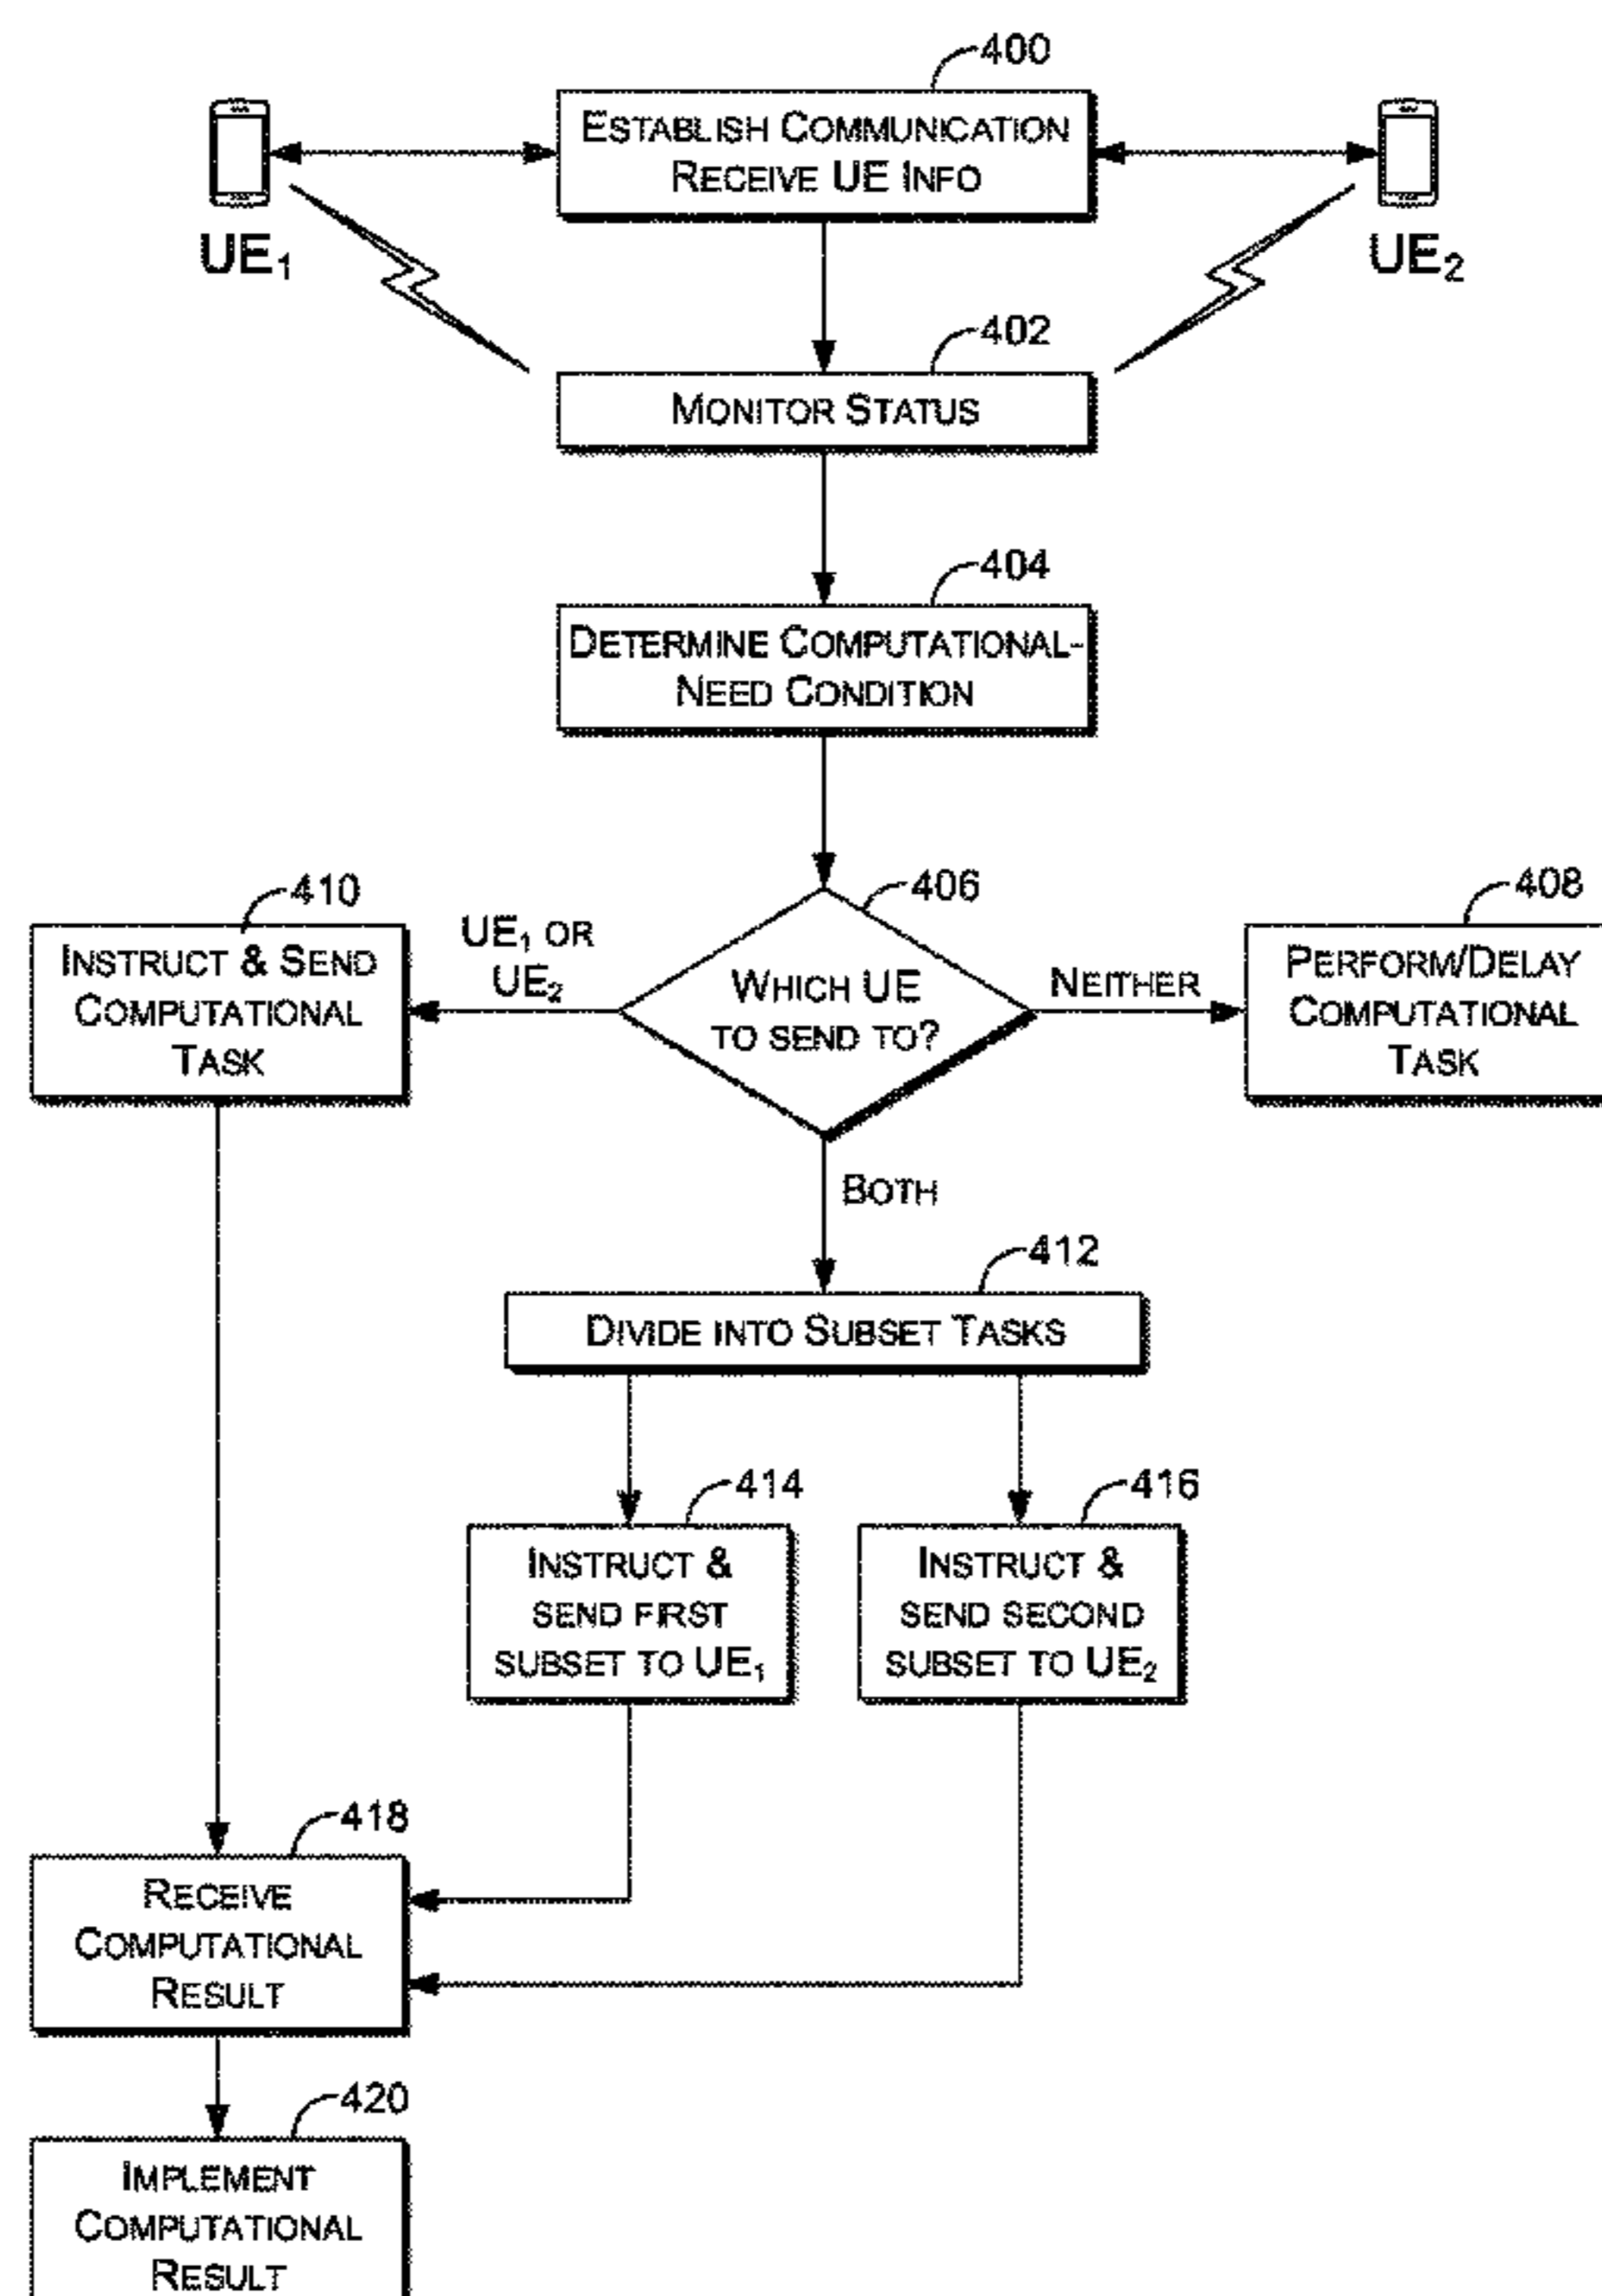 400
ESTABLISH COMMUNICATION
RECEIVE UE INFO
UE₁
UE₂
402
MONITOR STATUS
404
DETERMINE COMPUTATIONAL-
NEED CONDITION
406
WHICH UE
TO SEND TO?
UE₁ OR
UE₂
NEITHER
410
INSTRUCT & SEND
COMPUTATIONAL
TASK
408
PERFORM/DELAY
COMPUTATIONAL
TASK
BOTH
412
DIVIDE INTO SUBSET TASKS
414
INSTRUCT &
SEND FIRST
SUBSET TO UE₁
416
INSTRUCT &
SEND SECOND
SUBSET TO UE₂
418
RECEIVE
COMPUTATIONAL
RESULT
420
IMPLEMENT
COMPUTATIONAL
RESULT